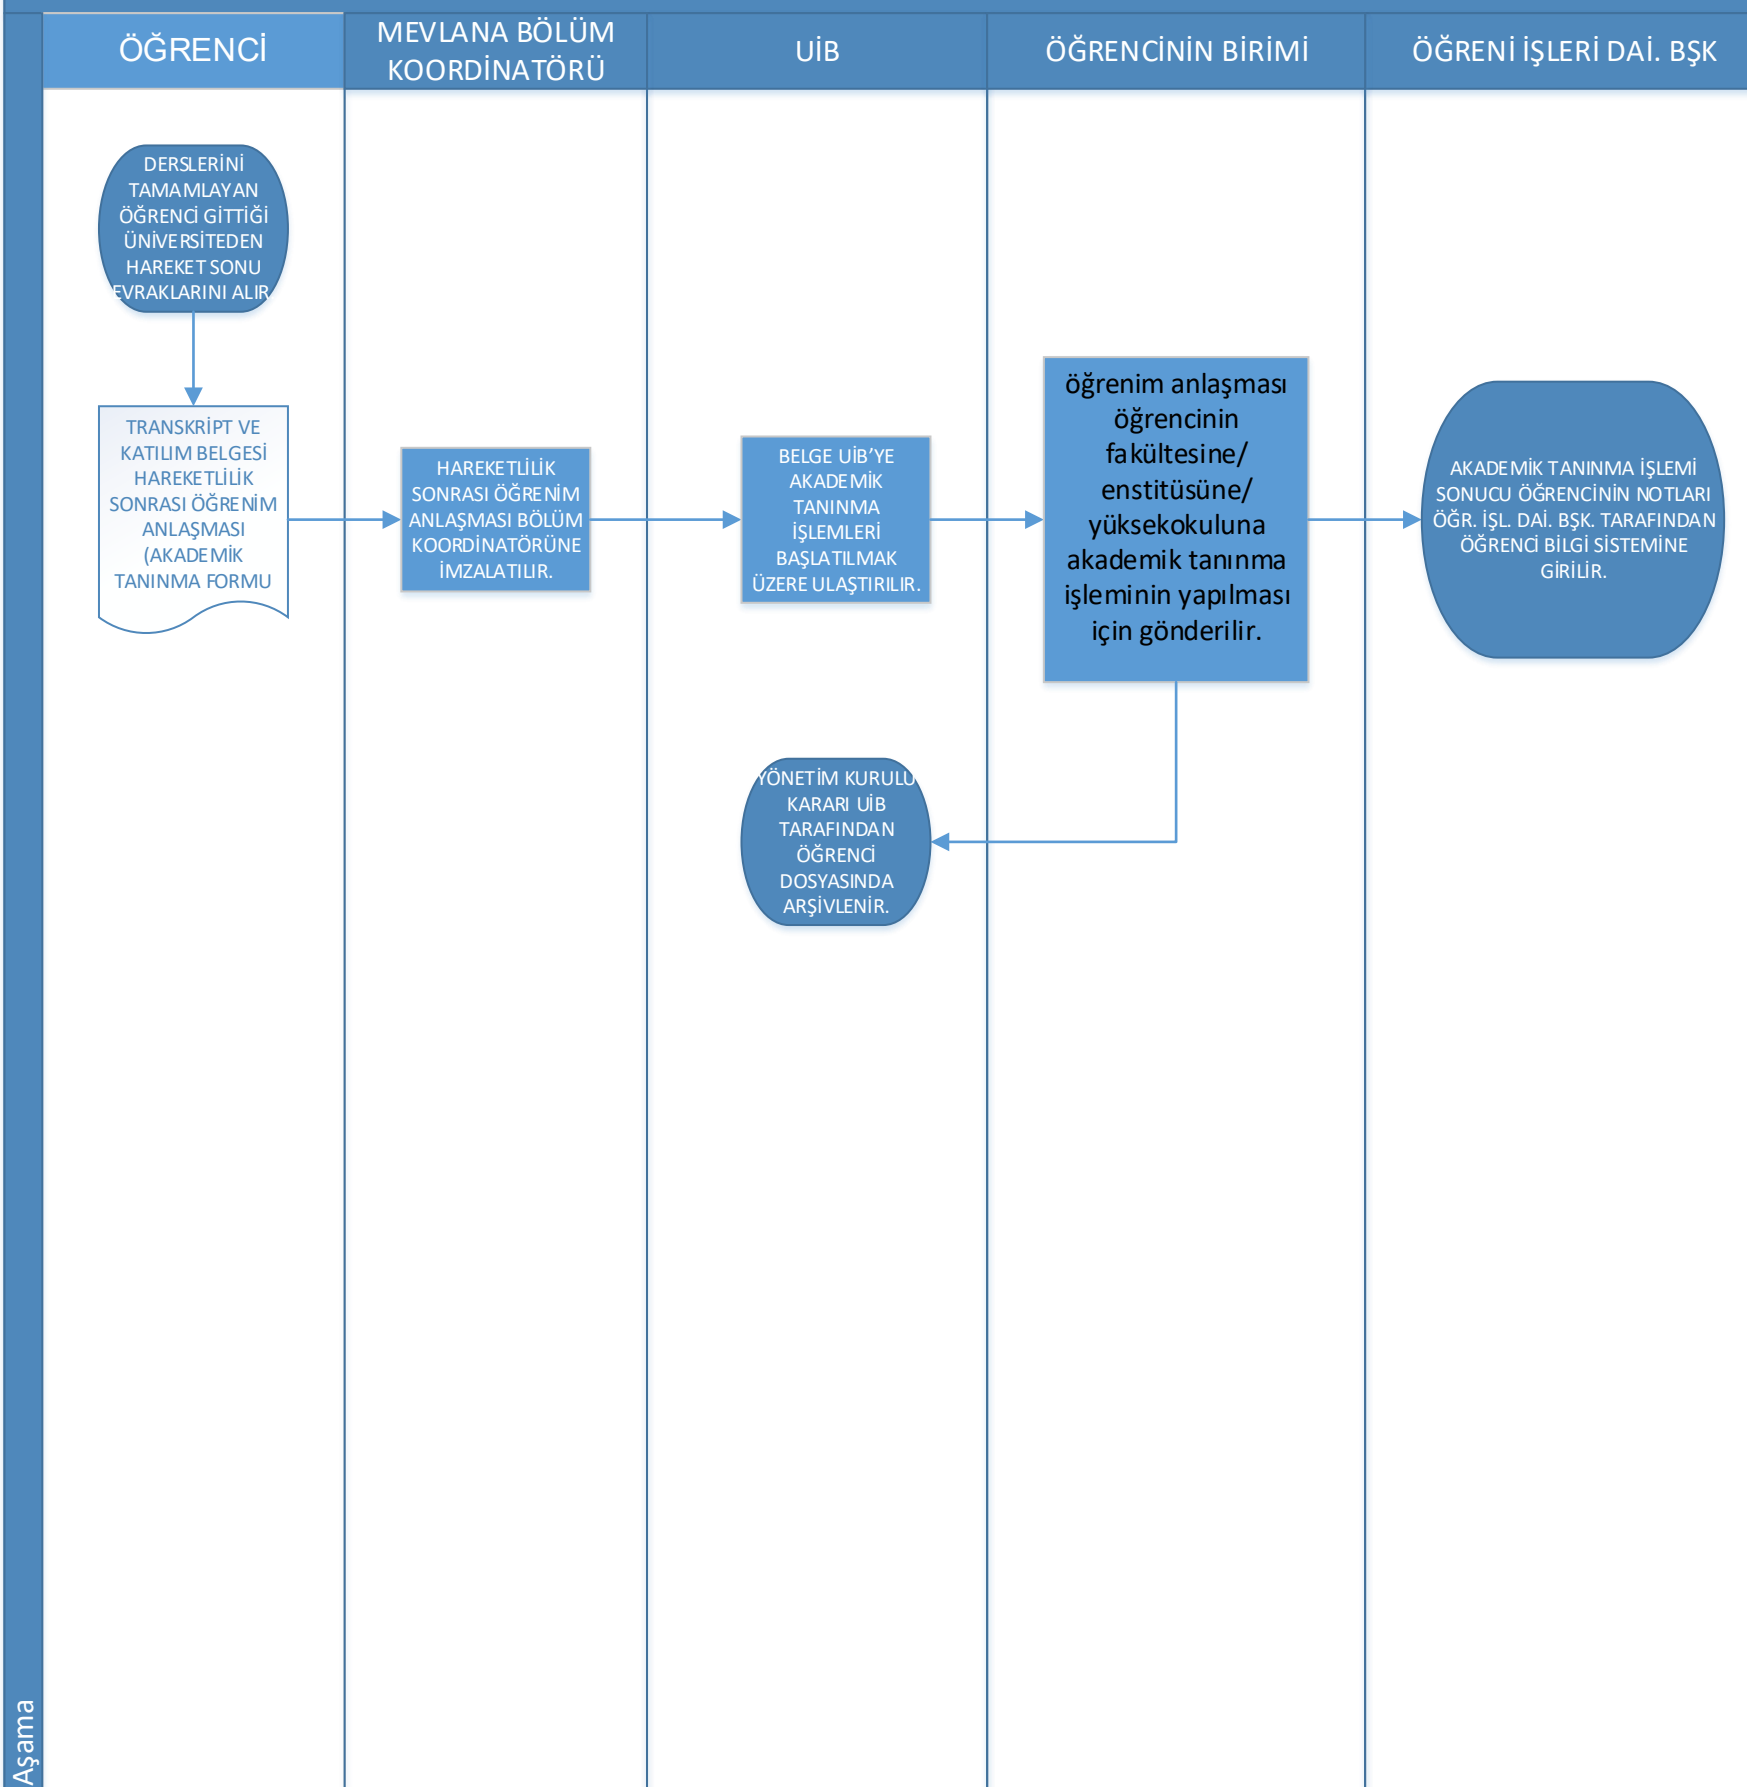 ÖĞRENCİ
MEVLANA BÖLÜM
KOORDİNATÖRÜ
UİB
ÖĞRENCİNİN BİRİMİ
ÖĞRENİ İŞLERİ DAİ. BŞK
DERSLERİNİ
TAMAMLAYAN
ÖĞRENCİ GİTTİĞİ
ÜNİVERSİTEDEN
HAREKET SONU
EVRAKLARINI ALIR
TRANSKRİPT VE
KATILIM BELGESİ
HAREKETLİLİK
SONRASI ÖĞRENİM
ANLAŞMASI
(AKADEMİK
TANINMA FORMU
HAREKETLİLİK
SONRASI ÖĞRENİM
ANLAŞMASI BÖLÜM
KOORDİNATÖRÜNE
İMZALATILIR.
BELGE UİB'YE
AKADEMİK
TANINMA
İŞLEMLERİ
BAŞLATILMAK
ÜZERE ULAŞTIRILIR.
öğrenim anlaşması
öğrencinin
fakültesine/
enstitüsüne/
yüksekokuluna
akademik tanınma
işleminin yapılması
için gönderilir.
AKADEMİK TANINMA İŞLEMİ
SONUCU ÖĞRENCİNİN NOTLARI
ÖĞR. İŞL. DAİ. BŞK. TARAFINDAN
ÖĞRENCİ BİLGİ SİSTEMİNE
GİRİLİR.
YÖNETİM KURULU
KARARI UİB
TARAFINDAN
ÖĞRENCİ
DOSYASINDA
ARŞİVLENİR.
Aşama